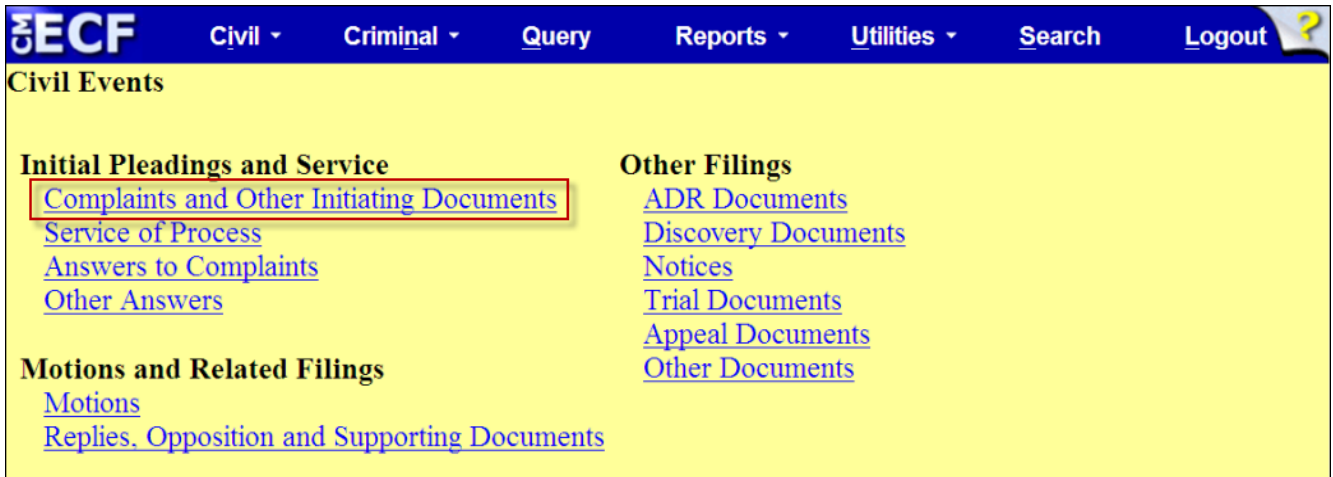 CM ECF Civil Criminal Query Reports Utilities Search Logout ?
Civil Events
Initial Pleadings and Service
Complaints and Other Initiating Documents
Service of Process
Answers to Complaints
Other Answers
Motions and Related Filings
Motions
Replies, Opposition and Supporting Documents
Other Filings
ADR Documents
Discovery Documents
Notices
Trial Documents
Appeal Documents
Other Documents